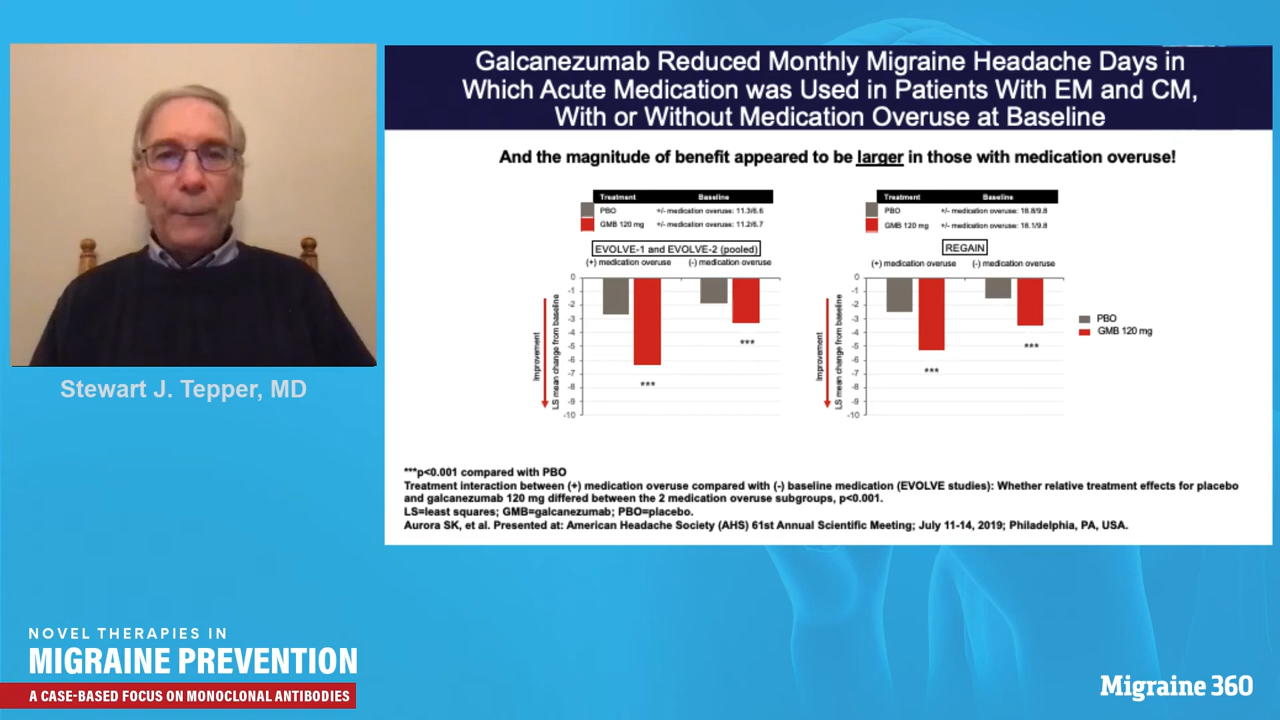 Galcanezumab Reduced Monthly Migraine Headache Days in
Which Acute Medication was Used in Patients With EM and CM,
With or Without Medication Overuse at Baseline
And the magnitude of benefit appeared to be larger in those with medication overuse!
Treatment Baseline
PBO +/- medication overuse: 11.3/6.6
GMB 120 mg +/- medication overuse: 11.2/6.7
EVOLVE-1 and EVOLVE-2 (pooled)
(+) medication overuse (-) medication overuse
0
-1
-2
-3
-4
-5
-6
-7
-8
-9
-10
Improvement
LS mean change from baseline
***
***
Treatment Baseline
PBO +/- medication overuse: 18.8/9.8
GMB 120 mg +/- medication overuse: 18.1/9.8
REGAIN
(+) medication overuse (-) medication overuse
0
-1
-2
-3
-4
-5
-6
-7
-8
-9
-10
Improvement
LS mean change from baseline
***
***
PBO
GMB 120 mg
***p<0.001 compared with PBO
Treatment interaction between (+) medication overuse compared with (-) baseline medication (EVOLVE studies): Whether relative treatment effects for placebo
and galcanezumab 120 mg differed between the 2 medication overuse subgroups, p<0.001.
LS=least squares; GMB=galcanezumab; PBO=placebo.
Aurora SK, et al. Presented at: American Headache Society (AHS) 61st Annual Scientific Meeting; July 11-14, 2019; Philadelphia, PA, USA.
Stewart J. Tepper, MD
NOVEL THERAPIES IN
MIGRAINE PREVENTION
A CASE-BASED FOCUS ON MONOCLONAL ANTIBODIES
Migraine 360